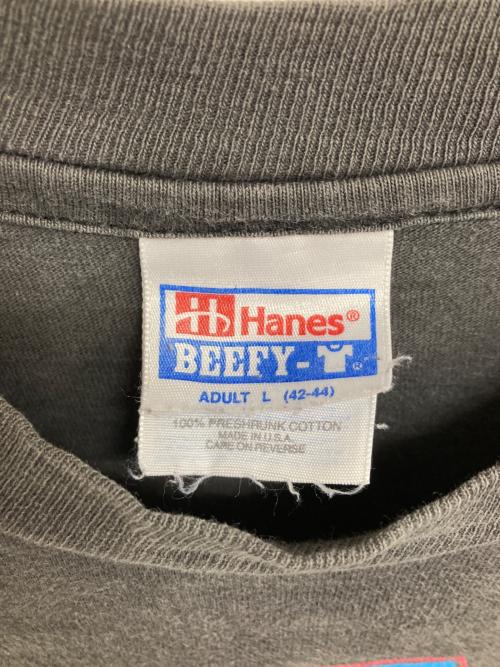 Hanes®
BEEFY-T®
ADULT L (42-44)
100% PRESHRUNK COTTON
MADE IN U.S.A.
CARE ON REVERSE